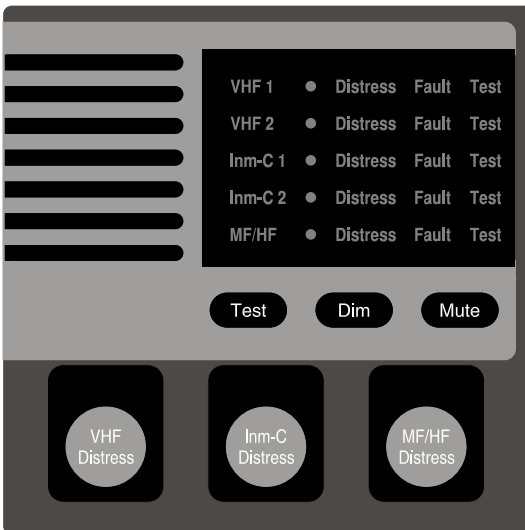 VHF 1 ● Distress Fault Test
VHF 2 ● Distress Fault Test
Inm-C 1 ● Distress Fault Test
Inm-C 2 ● Distress Fault Test
MF/HF ● Distress Fault Test
Test Dim Mute
VHF
Distress
Inm-C
Distress
MF/HF
Distress